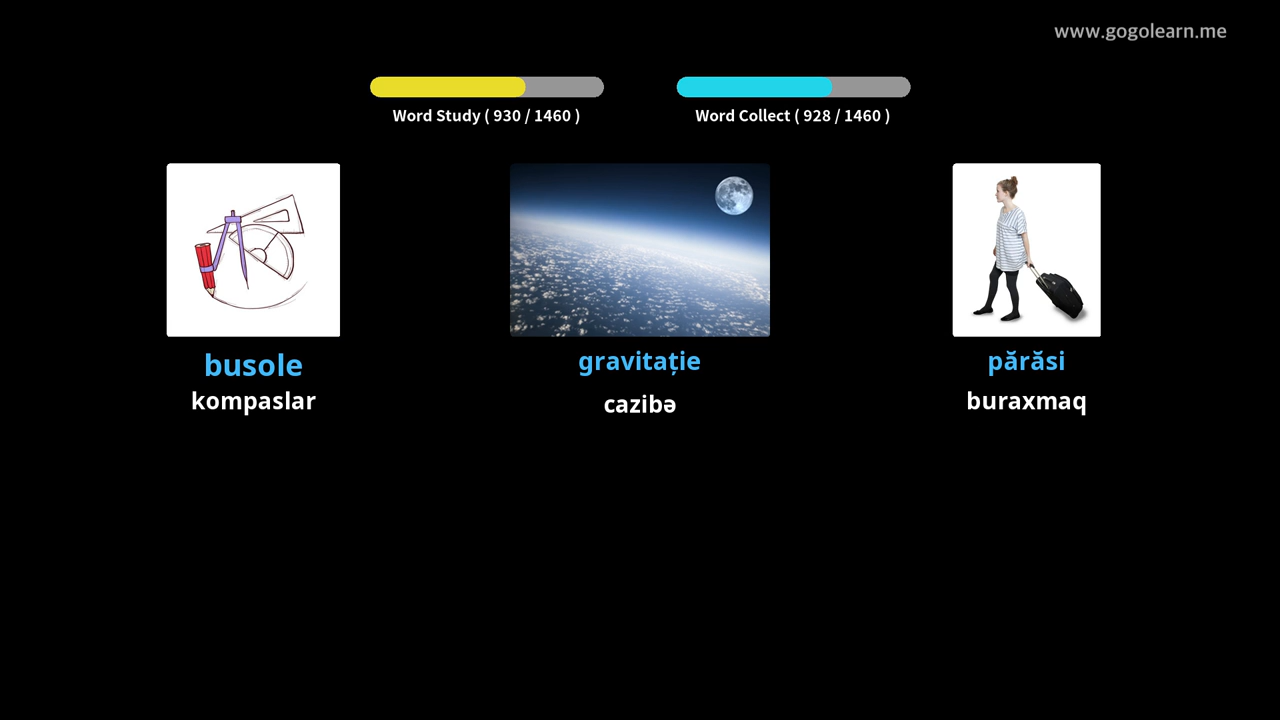 www.gogolearn.me
Word Study ( 930 / 1460 )
Word Collect ( 928 / 1460 )
busole
kompaslar
gravitație
cazibə
părăsi
buraxmaq